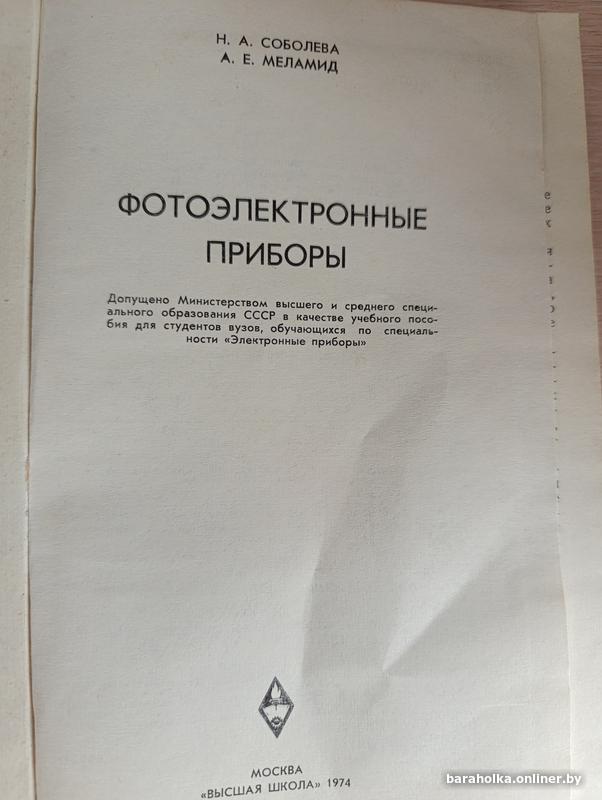 Н. А. СОБОЛЕВА
А. Е. МЕЛАМИД
ФОТОЭЛЕКТРОННЫЕ
ПРИБОРЫ
Допущено Министерством высшего и среднего специ-
ального образования СССР в качестве учебного посо-
бия для студентов вузов, обучающихся по специаль-
ности «Электронные приборы»
МОСКВА
«ВЫСШАЯ ШКОЛА» 1974
baraholka.onliner.by